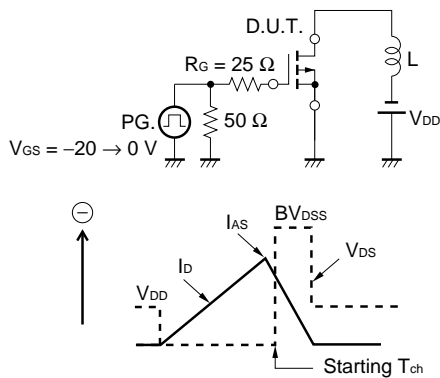 D.U.T.
RG = 25 Ω
L
PG.
50 Ω
VDD
VGS = −20 → 0 V
−
IAS
BVDSS
ID
VDS
VDD
Starting Tch